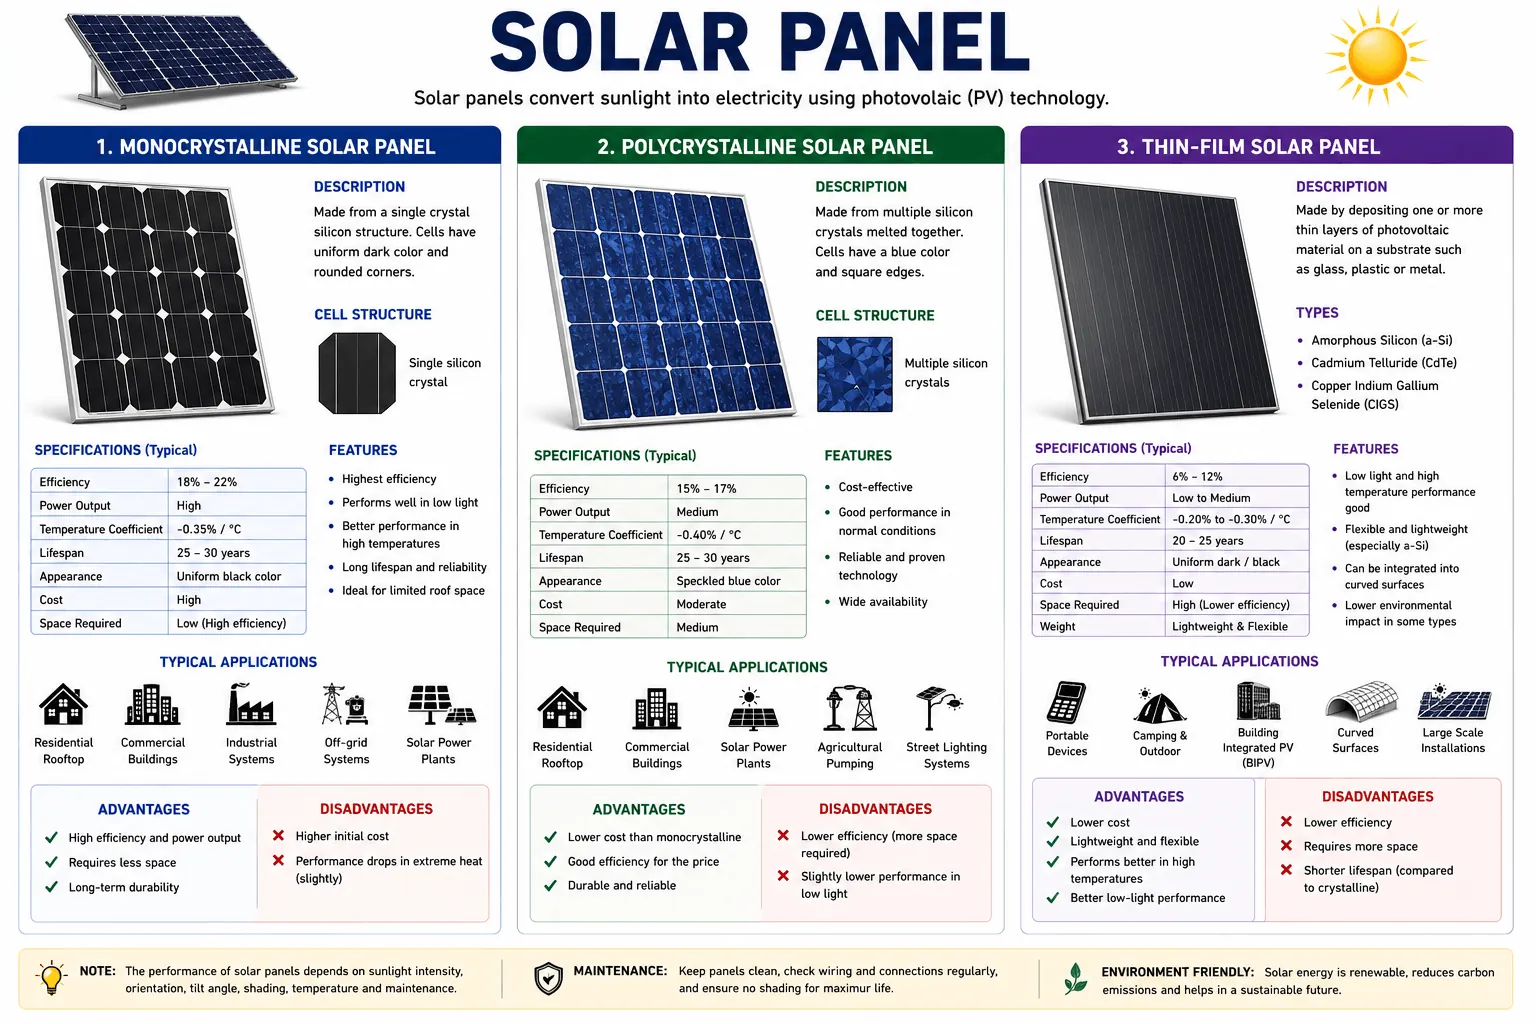 SOLAR PANEL
Solar panels convert sunlight into electricity using photovolaic (PV) technology.
1. MONOCRYSTALLINE SOLAR PANEL
DESCRIPTION
Made from a single crystal
silicon structure. Cells have
uniform dark color and
rounded corners.
CELL STRUCTURE
Single silicon
crystal
SPECIFICATIONS (Typical)
Efficiency 18% – 22%
Power Output High
Temperature Coefficient -0.35% / °C
Lifespan 25 – 30 years
Appearance Uniform black color
Cost High
Space Required Low (High efficiency)
FEATURES
• Highest efficiency
• Performs well in low light
• Better performance in
high temperatures
• Long lifespan and reliability
• Ideal for limited roof space
TYPICAL APPLICATIONS
Residential
Rooftop
Commercial
Buildings
Industrial
Systems
Off-grid
Systems
Solar Power
Plants
ADVANTAGES
✓ High efficiency and power output
✓ Requires less space
✓ Long-term durability
DISADVANTAGES
✗ Higher initial cost
✗ Performance drops in extreme heat
(slightly)
2. POLYCRYSTALLINE SOLAR PANEL
DESCRIPTION
Made from multiple silicon
crystals melted together.
Cells have a blue color
and square edges.
CELL STRUCTURE
Multiple silicon
crystals
SPECIFICATIONS (Typical)
Efficiency 15% – 17%
Power Output Medium
Temperature Coefficient -0.40% / °C
Lifespan 25 – 30 years
Appearance Speckled blue color
Cost Moderate
Space Required Medium
FEATURES
• Cost-effective
• Good performance in
normal conditions
• Reliable and proven
technology
• Wide availability
TYPICAL APPLICATIONS
Residential
Rooftop
Commercial
Buildings
Solar Power
Plants
Agricultural
Pumping
Street Lighting
Systems
ADVANTAGES
✓ Lower cost than monocrystalline
✓ Good efficiency for the price
✓ Durable and reliable
DISADVANTAGES
✗ Lower efficiency (more space
required)
✗ Slightly lower performance in
low light
3. THIN-FILM SOLAR PANEL
DESCRIPTION
Made by depositing one or more
thin layers of photovoltaic
material on a substrate such
as glass, plastic or metal.
TYPES
• Amorphous Silicon (a-Si)
• Cadmium Telluride (CdTe)
• Copper Indium Gallium
Selenide (CIGS)
SPECIFICATIONS (Typical)
Efficiency 6% – 12%
Power Output Low to Medium
Temperature Coefficient -0.20% to -0.30% / °C
Lifespan 20 – 25 years
Appearance Uniform dark / black
Cost Low
Space Required High (Lower efficiency)
Weight Lightweight & Flexible
FEATURES
• Low light and high
temperature performance
good
• Flexible and lightweight
(especially a-Si)
• Can be integrated into
curved surfaces
• Lower environmental
impact in some types
TYPICAL APPLICATIONS
Portable
Devices
Camping &
Outdoor
Building
Integrated PV
(BIPV)
Curved
Surfaces
Large Scale
Installations
ADVANTAGES
✓ Lower cost
✓ Lightweight and flexible
✓ Performs better in high
temperatures
✓ Better low-light performance
DISADVANTAGES
✗ Lower efficiency
✗ Requires more space
✗ Shorter lifespan (compared
to crystalline)
NOTE: The performance of solar panels depends on sunlight intensity,
orientation, tilt angle, shading, temperature and maintenance.
MAINTENANCE: Keep panels clean, check wiring and connections regularly,
and ensure no shading for maximur life.
ENVIRONMENT FRIENDLY: Solar energy is renewable, reduces carbon
emissions and helps in a sustainable future.